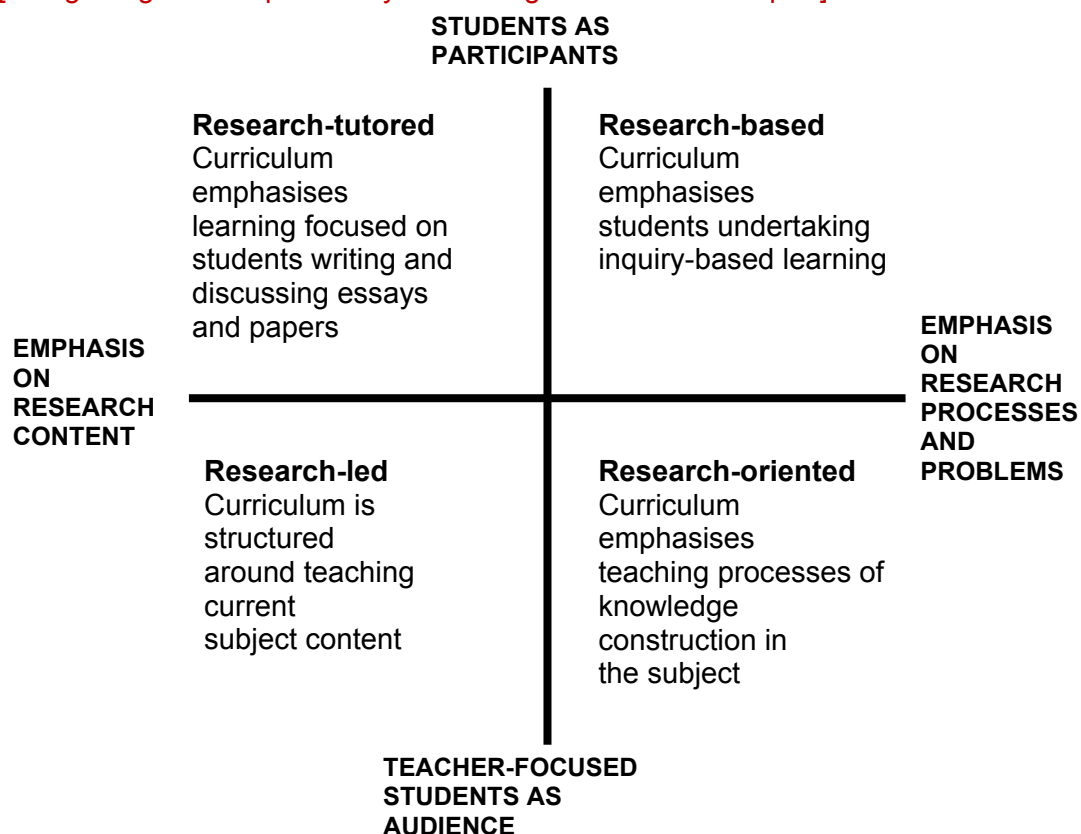 STUDENTS AS
PARTICIPANTS
Research-tutored
Curriculum
emphasises
learning focused on
students writing and
discussing essays
and papers
Research-based
Curriculum
emphasises
students undertaking
inquiry-based learning
EMPHASIS
ON
RESEARCH
CONTENT
EMPHASIS
ON
RESEARCH
PROCESSES
AND
PROBLEMS
Research-led
Curriculum is
structured
around teaching
current
subject content
Research-oriented
Curriculum
emphasises
teaching processes of
knowledge
construction in
the subject
TEACHER-FOCUSED
STUDENTS AS
AUDIENCE